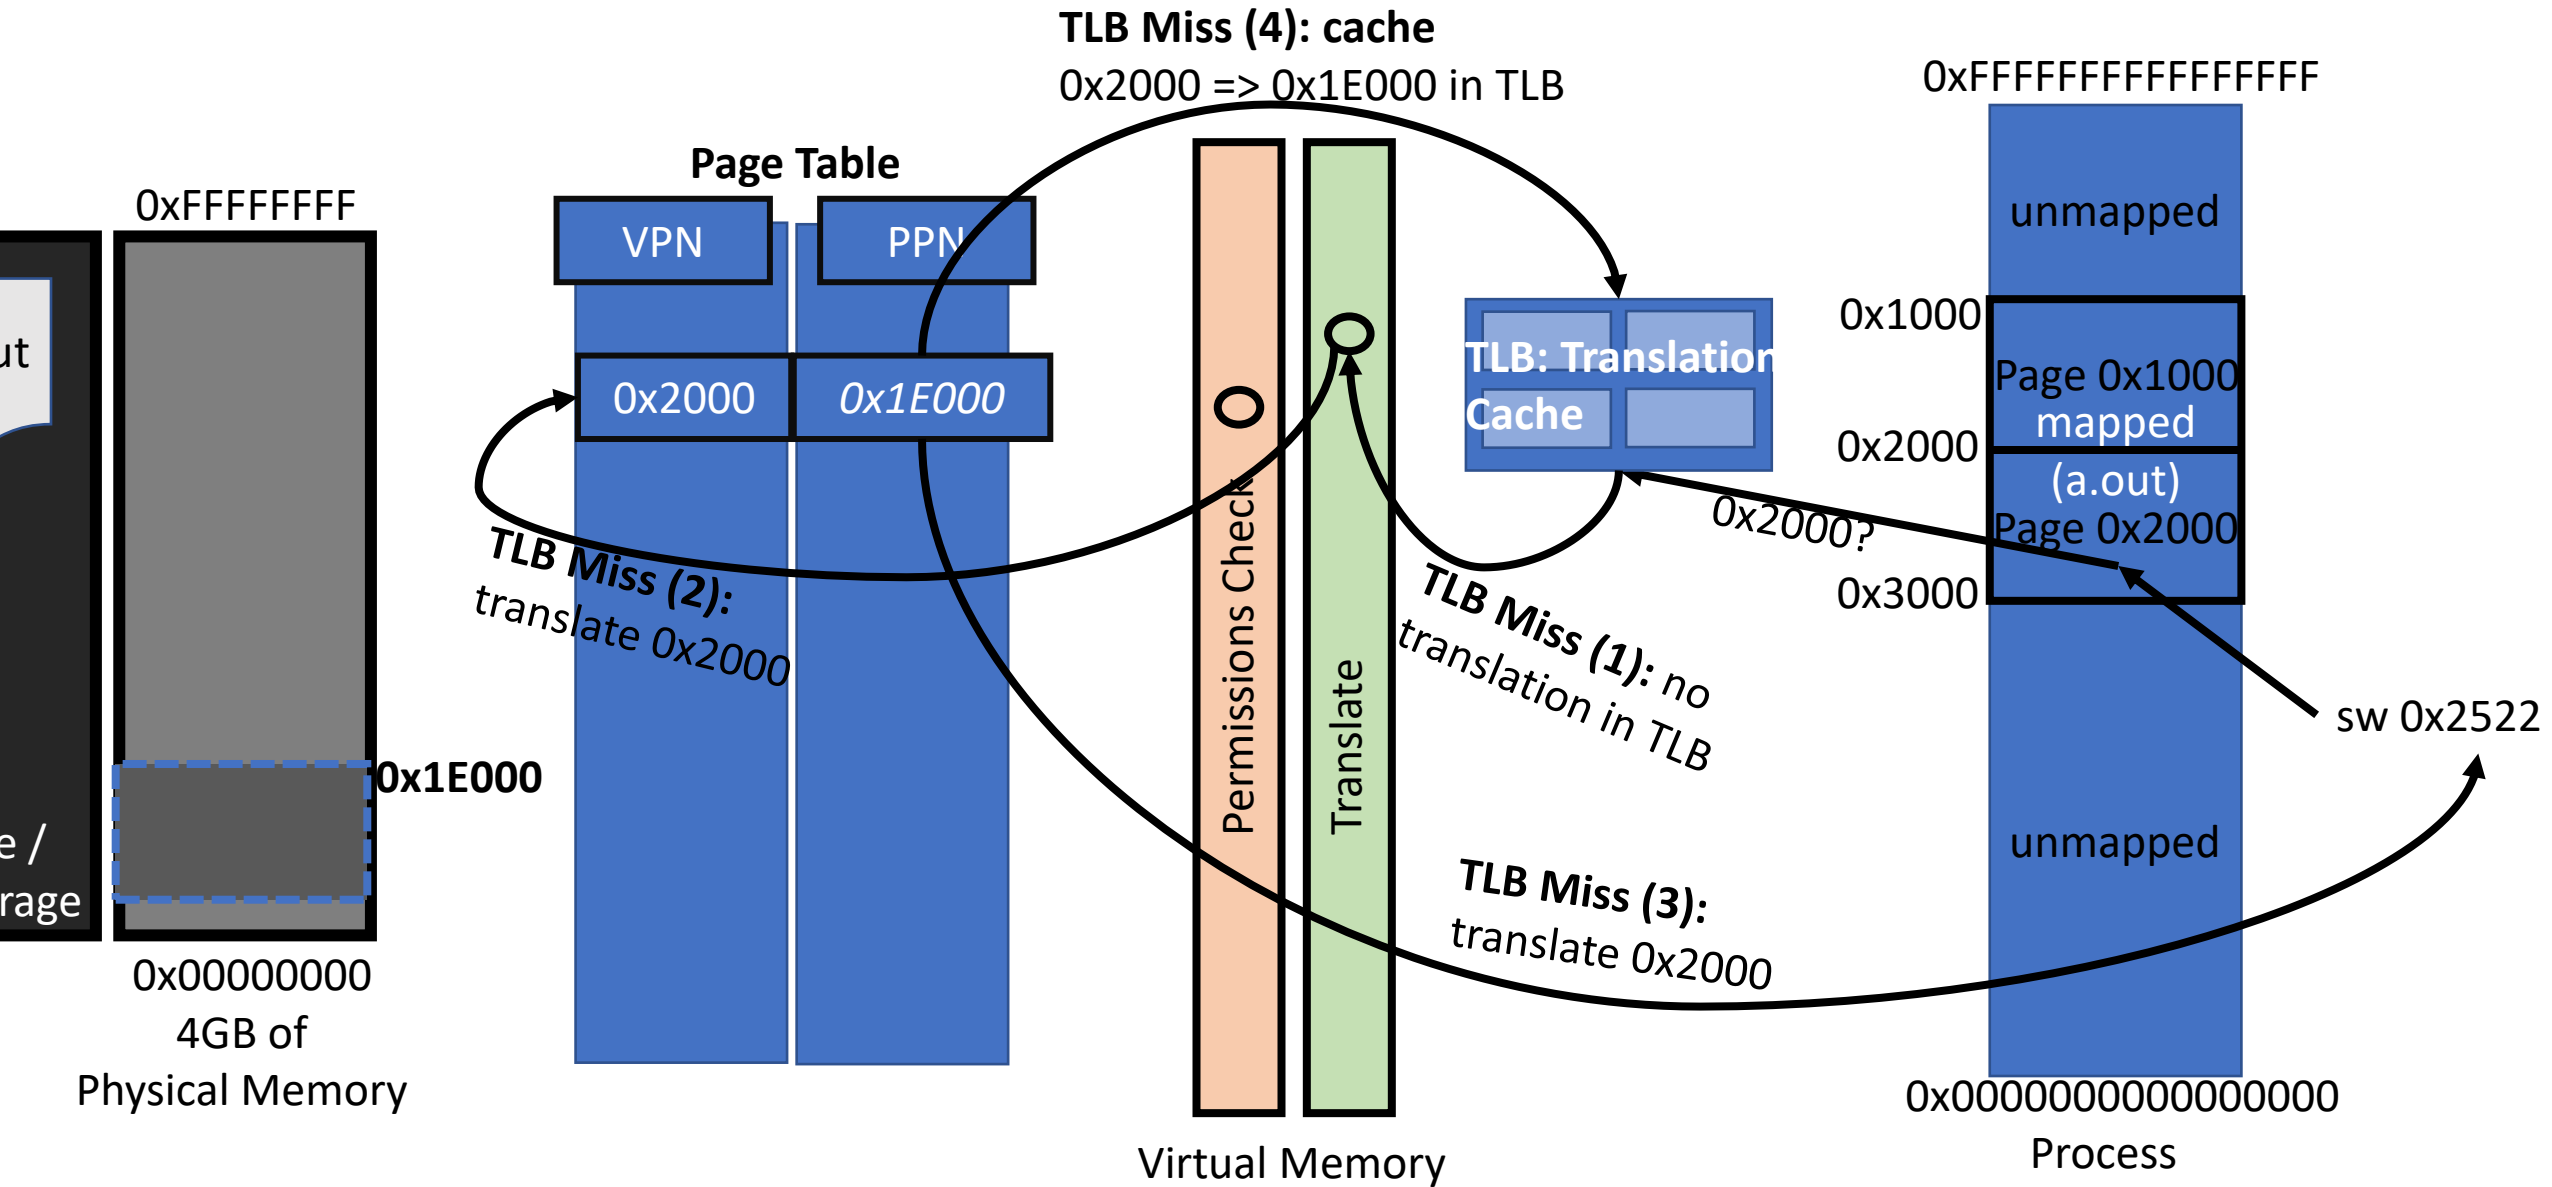 TLB Miss (4): cache
0x2000 => 0x1E000 in TLB
0xFFFFFFFFFFFFFFFF
Page Table
0xFFFFFFFF
VPN
PPN
unmapped
0x1000
ut
TLB: Translation
Cache
Page 0x1000
mapped
0x2000
0x1E000
0x2000
(a.out)
Page 0x2000
0x2000?
0x3000
TLB Miss (2):
translate 0x2000
TLB Miss (1): no
translation in TLB
Permissions Check
Translate
sw 0x2522
0x1E000
e /
rage
unmapped
TLB Miss (3):
translate 0x2000
0x00000000
4GB of
Physical Memory
0x0000000000000000
Process
Virtual Memory